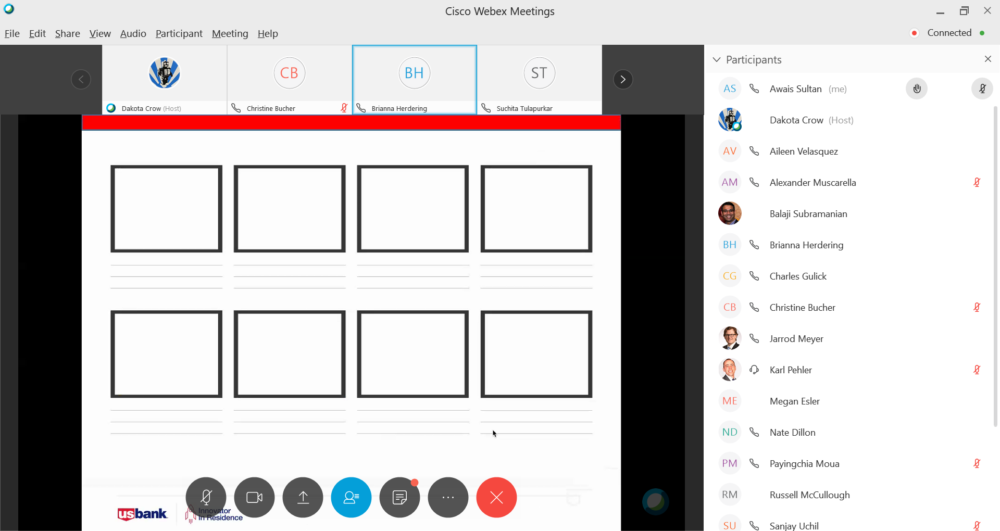 Cisco Webex Meetings
File Edit Share View Audio Participant Meeting Help
Connected
CB
BH
ST
Dakota Crow (Host)
Christine Bucher
Brianna Herdering
Suchita Tulapurkar
Participants
AS Awais Sultan (me)
Dakota Crow (Host)
AV Aileen Velasquez
AM Alexander Muscarella
Balaji Subramanian
BH Brianna Herdering
CG Charles Gulick
CB Christine Bucher
Jarrod Meyer
Karl Pehler
ME Megan Esler
ND Nate Dillon
PM Payingchia Moua
RM Russell McCullough
SU Sanjay Uchil
usbank
Innovator
in Residence